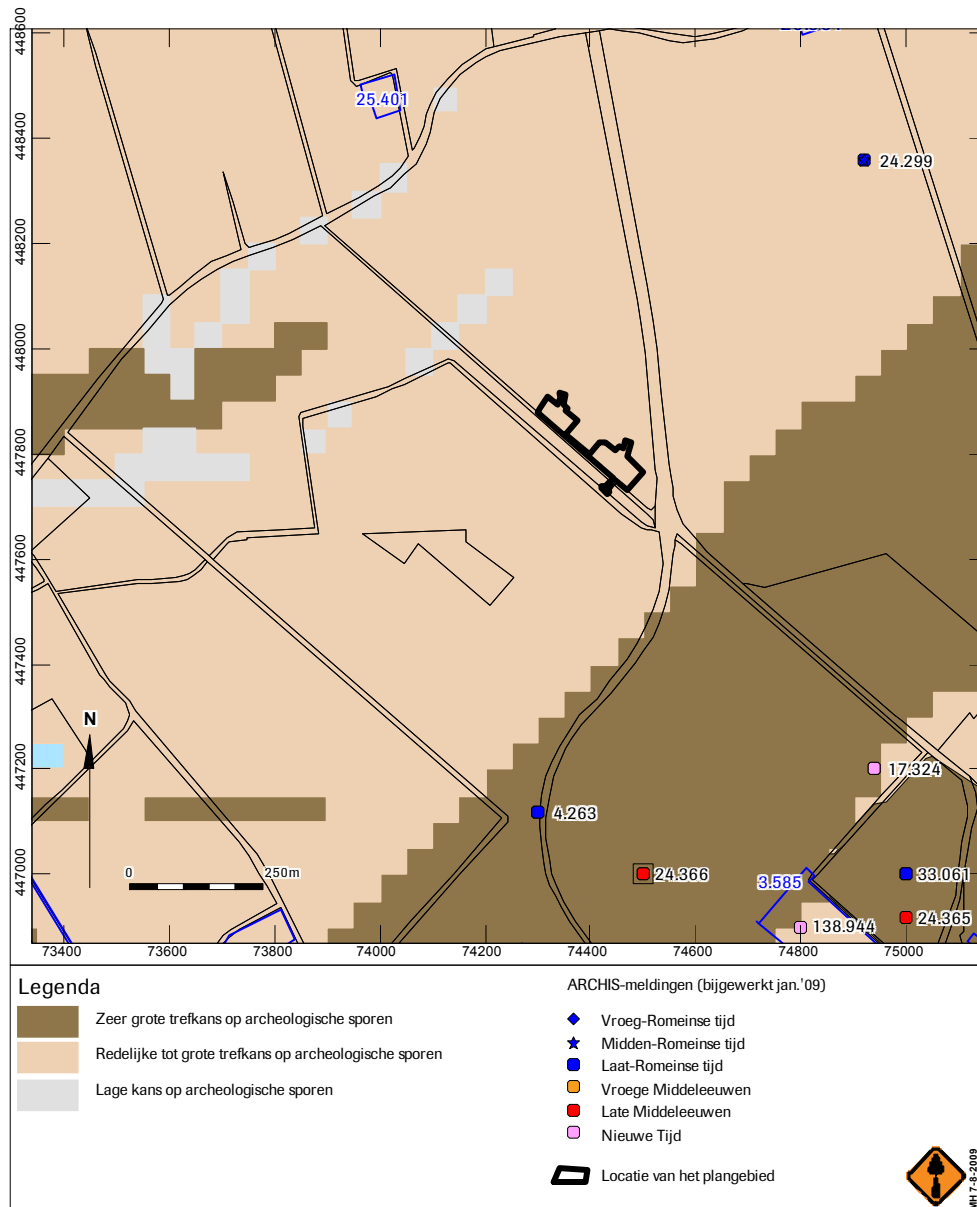 448600
448400
448200
448000
447800
447600
447400
447200
447000
25.401
24.299
N
17.324
4.263
0 250m
24.366
3.585
33.061
24.365
138.944
73400 73600 73800 74000 74200 74400 74600 74800 75000
Legenda
Zeer grote trefkans op archeologische sporen
Redelijke tot grote trefkans op archeologische sporen
Lage kans op archeologische sporen
ARCHIS-meldingen (bijgewerkt jan.'09)
Vroeg-Romeinse tijd
Midden-Romeinse tijd
Laat-Romeinse tijd
Vroege Middeleeuwen
Late Middeleeuwen
Nieuwe Tijd
Locatie van het plangebied
MH 7-8-2009